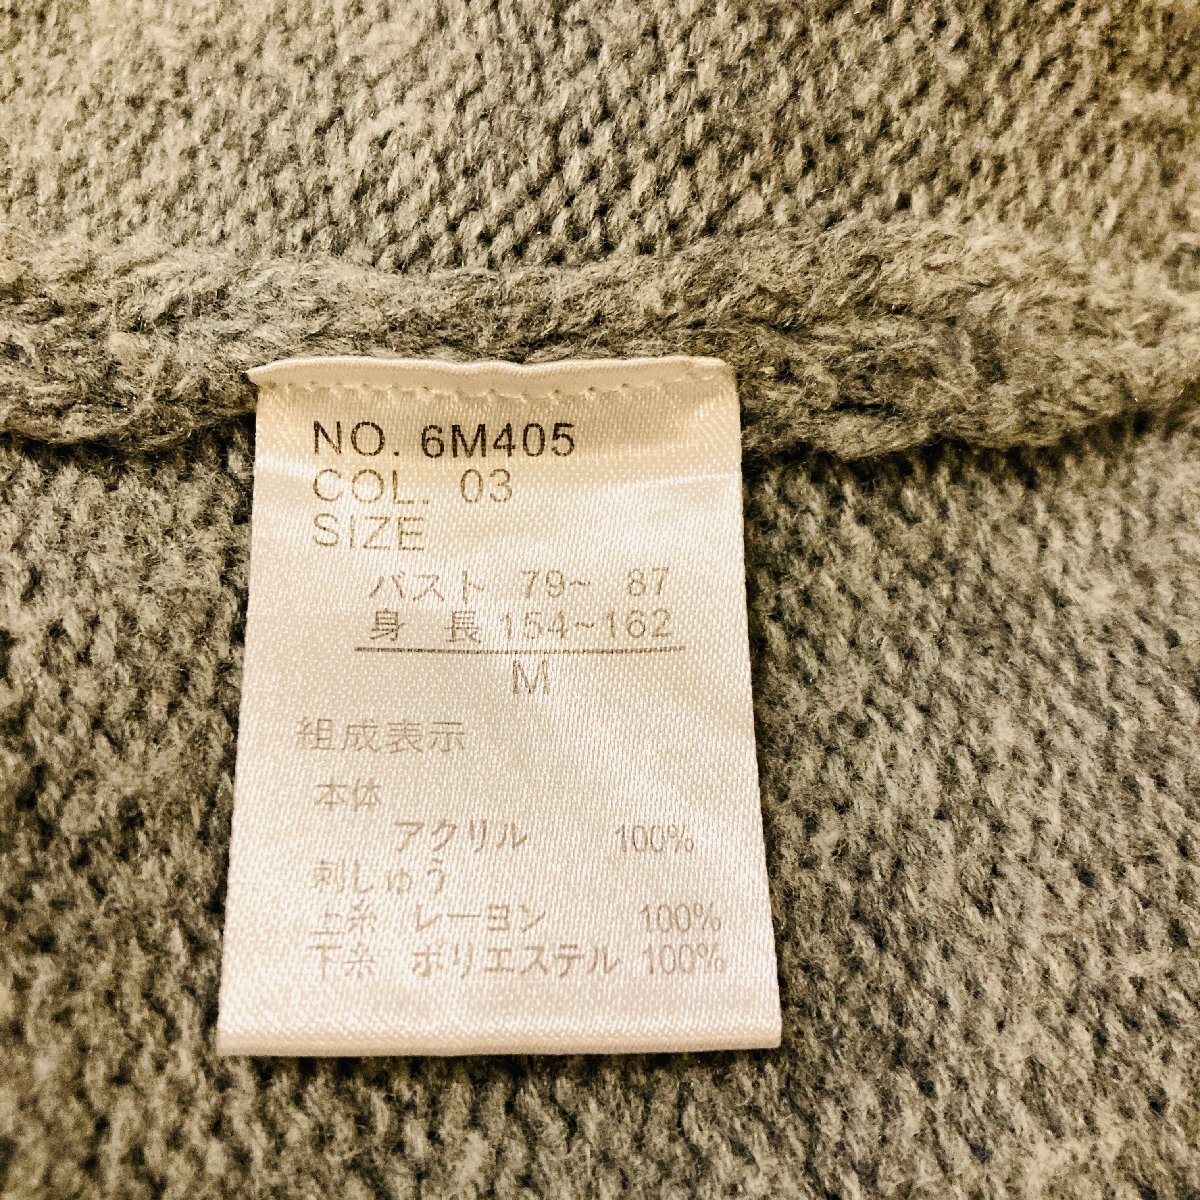 NO. 6M405
COL. 03
SIZE
バスト 79~ 87
身 長 154~162
M
組成表示
本体
アクリル 100%
刺しゅう
上糸 レーヨン 100%
下糸 ポリエステル 100%